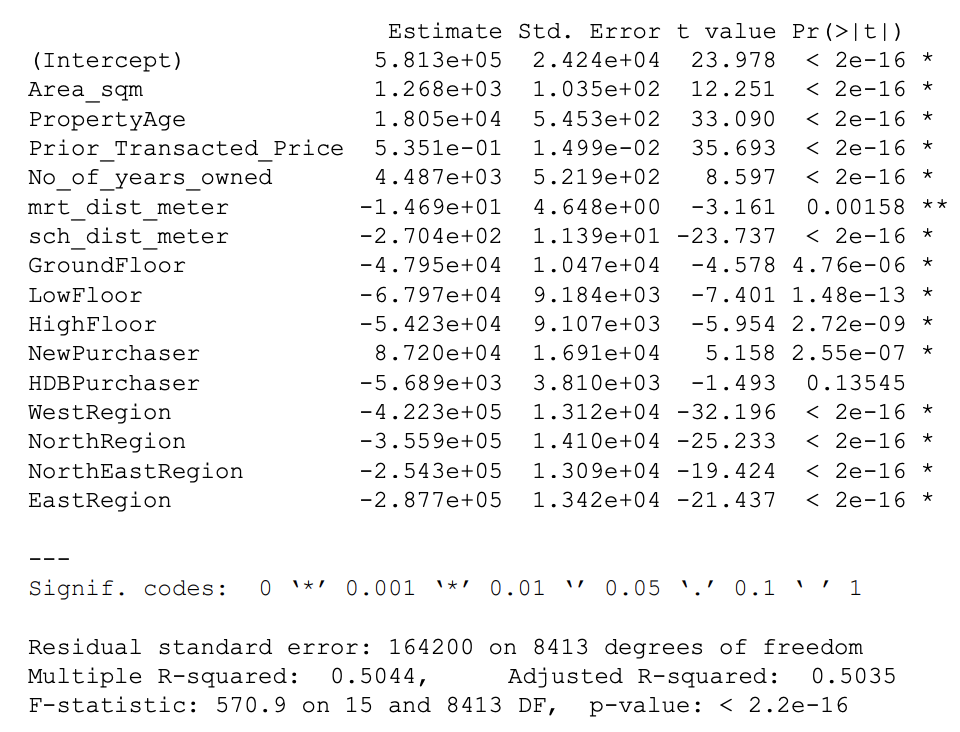 Estimate Std. Error t value Pr(>|t|)
(Intercept) 5.813e+05 2.424e+04 23.978 < 2e-16 *
Area_sqm 1.268e+03 1.035e+02 12.251 < 2e-16 *
PropertyAge 1.805e+04 5.453e+02 33.090 < 2e-16 *
Prior_Transacted_Price 5.351e-01 1.499e-02 35.693 < 2e-16 *
No_of_years_owned 4.487e+03 5.219e+02 8.597 < 2e-16 *
mrt_dist_meter -1.469e+01 4.648e+00 -3.161 0.00158 **
sch_dist_meter -2.704e+02 1.139e+01 -23.737 < 2e-16 *
GroundFloor -4.795e+04 1.047e+04 -4.578 4.76e-06 *
LowFloor -6.797e+04 9.184e+03 -7.401 1.48e-13 *
HighFloor -5.423e+04 9.107e+03 -5.954 2.72e-09 *
NewPurchaser 8.720e+04 1.691e+04 5.158 2.55e-07 *
HDBPurchaser -5.689e+03 3.810e+03 -1.493 0.13545
WestRegion -4.223e+05 1.312e+04 -32.196 < 2e-16 *
NorthRegion -3.559e+05 1.410e+04 -25.233 < 2e-16 *
NorthEastRegion -2.543e+05 1.309e+04 -19.424 < 2e-16 *
EastRegion -2.877e+05 1.342e+04 -21.437 < 2e-16 *
---
Signif. codes: 0 ‘*’ 0.001 ‘*’ 0.01 ‘’ 0.05 ‘.’ 0.1 ‘ ’ 1
Residual standard error: 164200 on 8413 degrees of freedom
Multiple R-squared: 0.5044, Adjusted R-squared: 0.5035
F-statistic: 570.9 on 15 and 8413 DF, p-value: < 2.2e-16